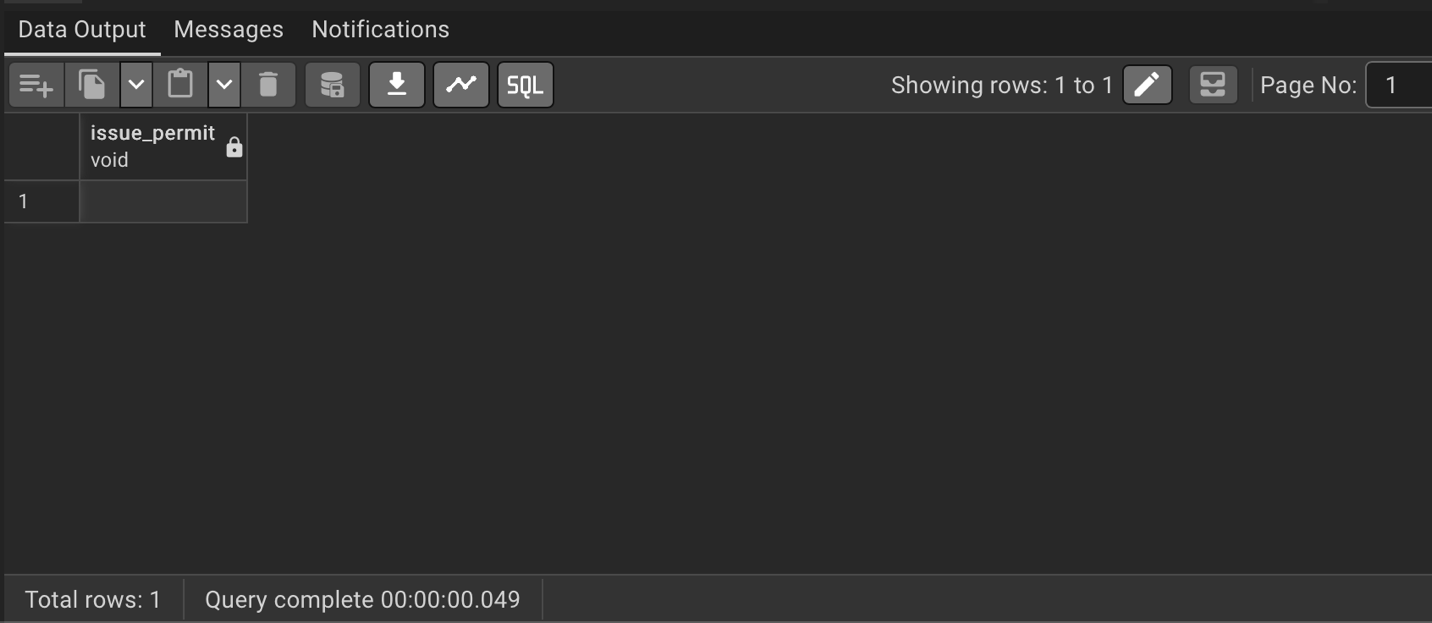 Data Output Messages Notifications
SQL Showing rows: 1 to 1 Page No: 1
issue_permit
void
1
Total rows: 1 Query complete 00:00:00.049